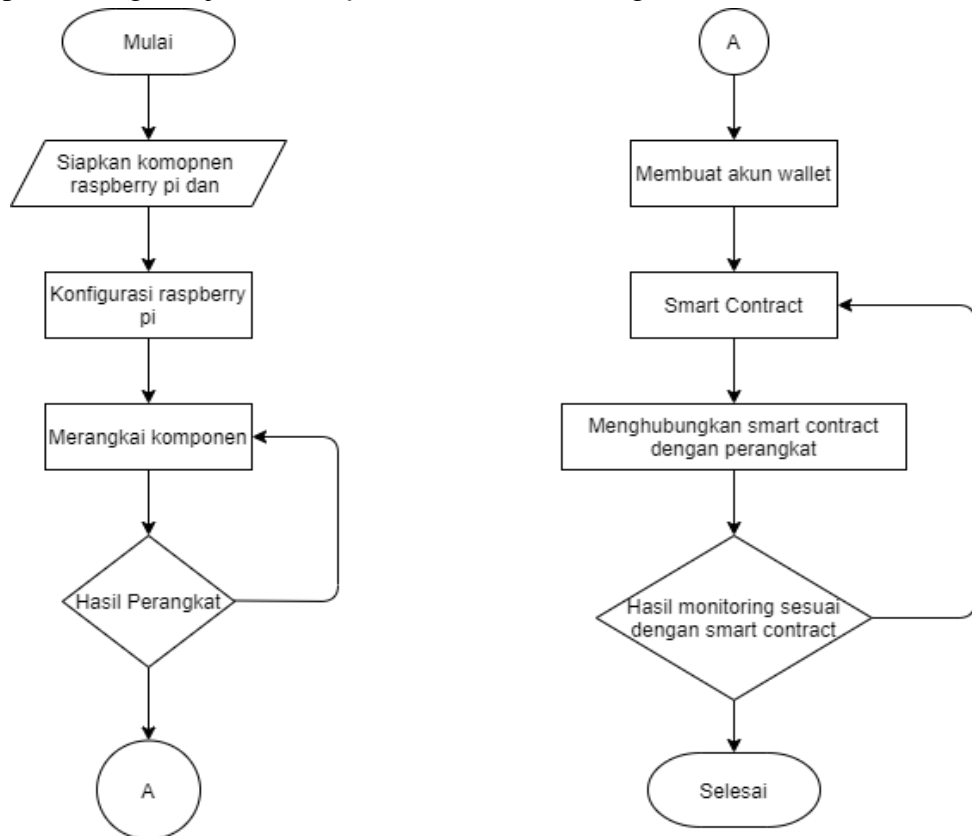 Mulai
Siapkan komopnen
raspberry pi dan
Konfigurasi raspberry
pi
Merangkai komponen
Hasil Perangkat
A
A
Membuat akun wallet
Smart Contract
Menghubungkan smart contract
dengan perangkat
Hasil monitoring sesuai
dengan smart contract
Selesai